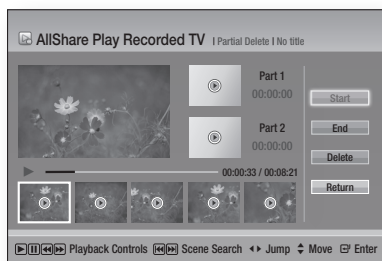 AllShare Play Recorded TV | Partial Delete | No title
Part 1
00:00:00
Part 2
00:00:00
00:00:33 / 00:08:21
Start
End
Delete
Return
Playback Controls Scene Search Jump Move Enter